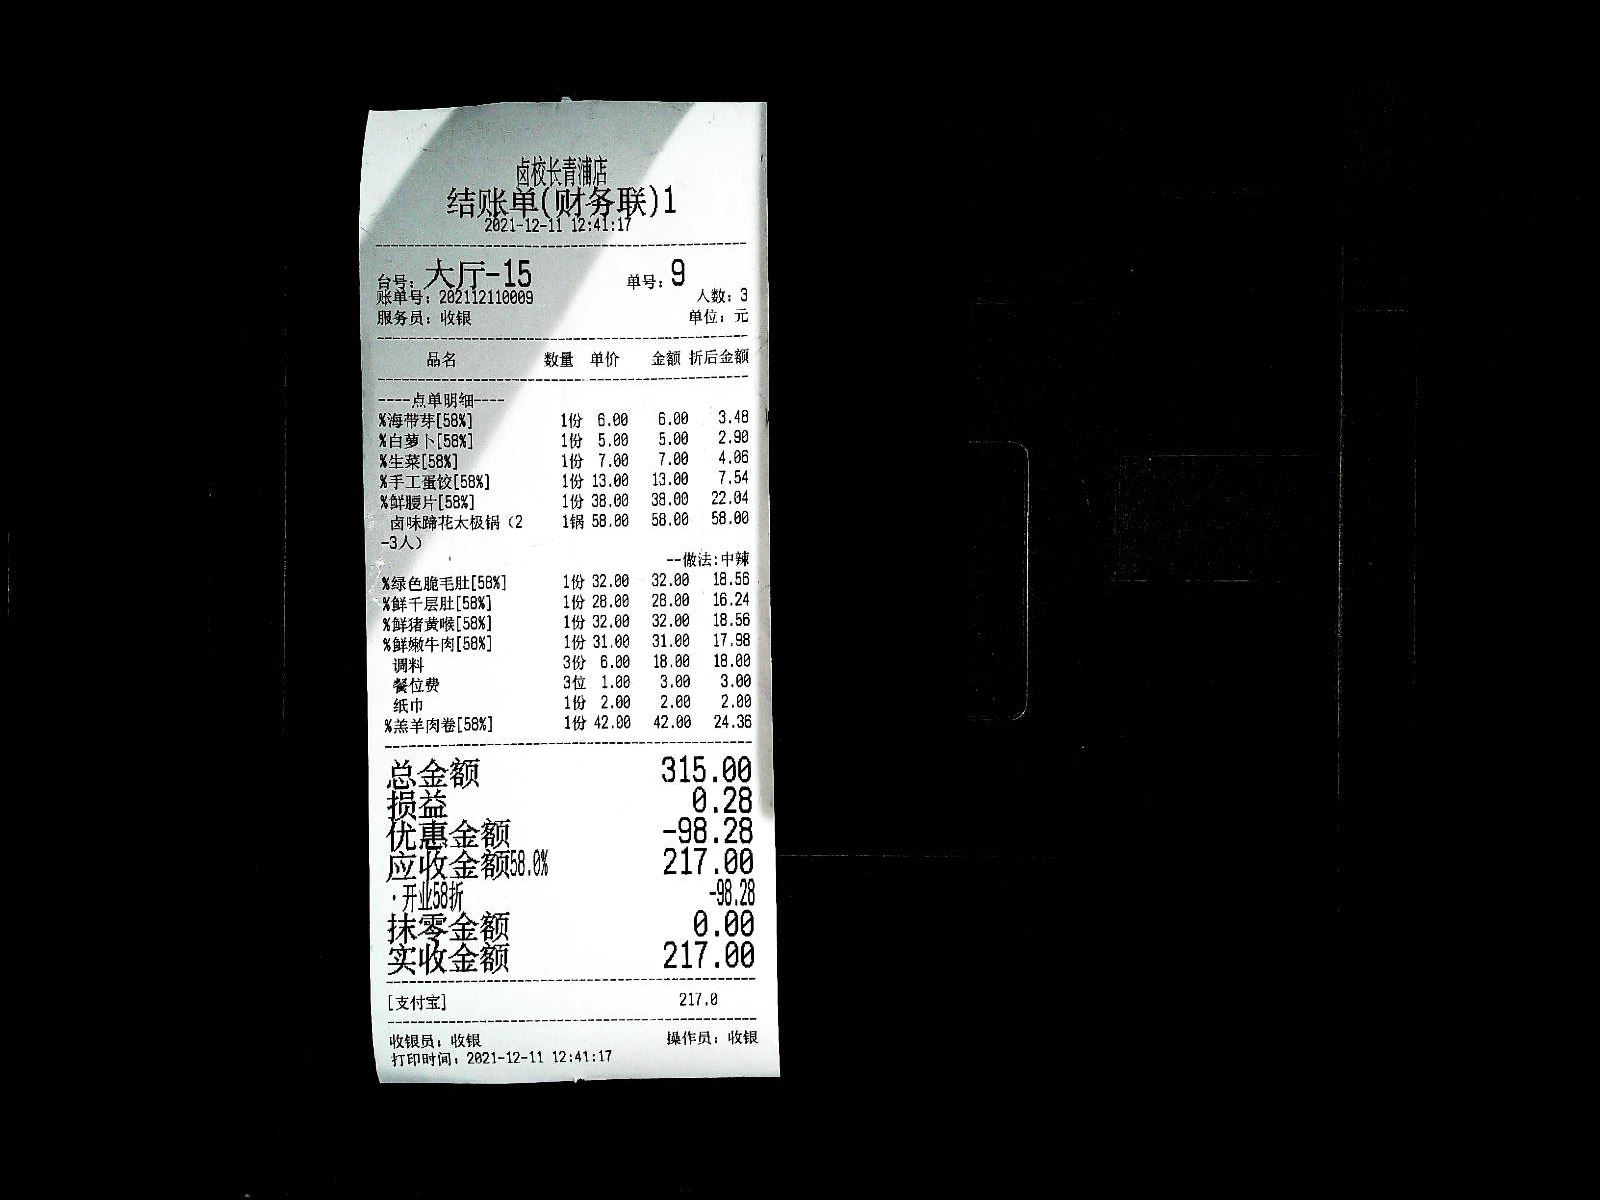 卤校长青浦店
结账单(财务联)1
2021-12-11 12:41:17
台号: 大厅-15 单号: 9
账单号: 202112110009 人数: 3
服务员: 收银 单位: 元
品名 数量 单价 金额 折后金额
----点单明细----
%海带芽[58%] 1份 6.00 6.00 3.48
%白萝卜[58%] 1份 5.00 5.00 2.90
%生菜[58%] 1份 7.00 7.00 4.06
%手工蛋饺[58%] 1份 13.00 13.00 7.54
%鲜腰片[58%] 1份 38.00 38.00 22.04
卤味蹄花太极锅（2 1锅 58.00 58.00 58.00
-3人）
--做法:中辣
%绿色脆毛肚[58%] 1份 32.00 32.00 18.56
%鲜千层肚[58%] 1份 28.00 28.00 16.24
%鲜猪黄喉[58%] 1份 32.00 32.00 18.56
%鲜嫩牛肉[58%] 1份 31.00 31.00 17.98
调料 3份 6.00 18.00 18.00
餐位费 3位 1.00 3.00 3.00
纸巾 1份 2.00 2.00 2.00
%羔羊肉卷[58%] 1份 42.00 42.00 24.36
总金额 315.00
损益 0.28
优惠金额 -98.28
应收金额58.0% 217.00
·开业58折 -98.28
抹零金额 0.00
实收金额 217.00
[支付宝] 217.0
收银员: 收银 操作员: 收银
打印时间: 2021-12-11 12:41:17